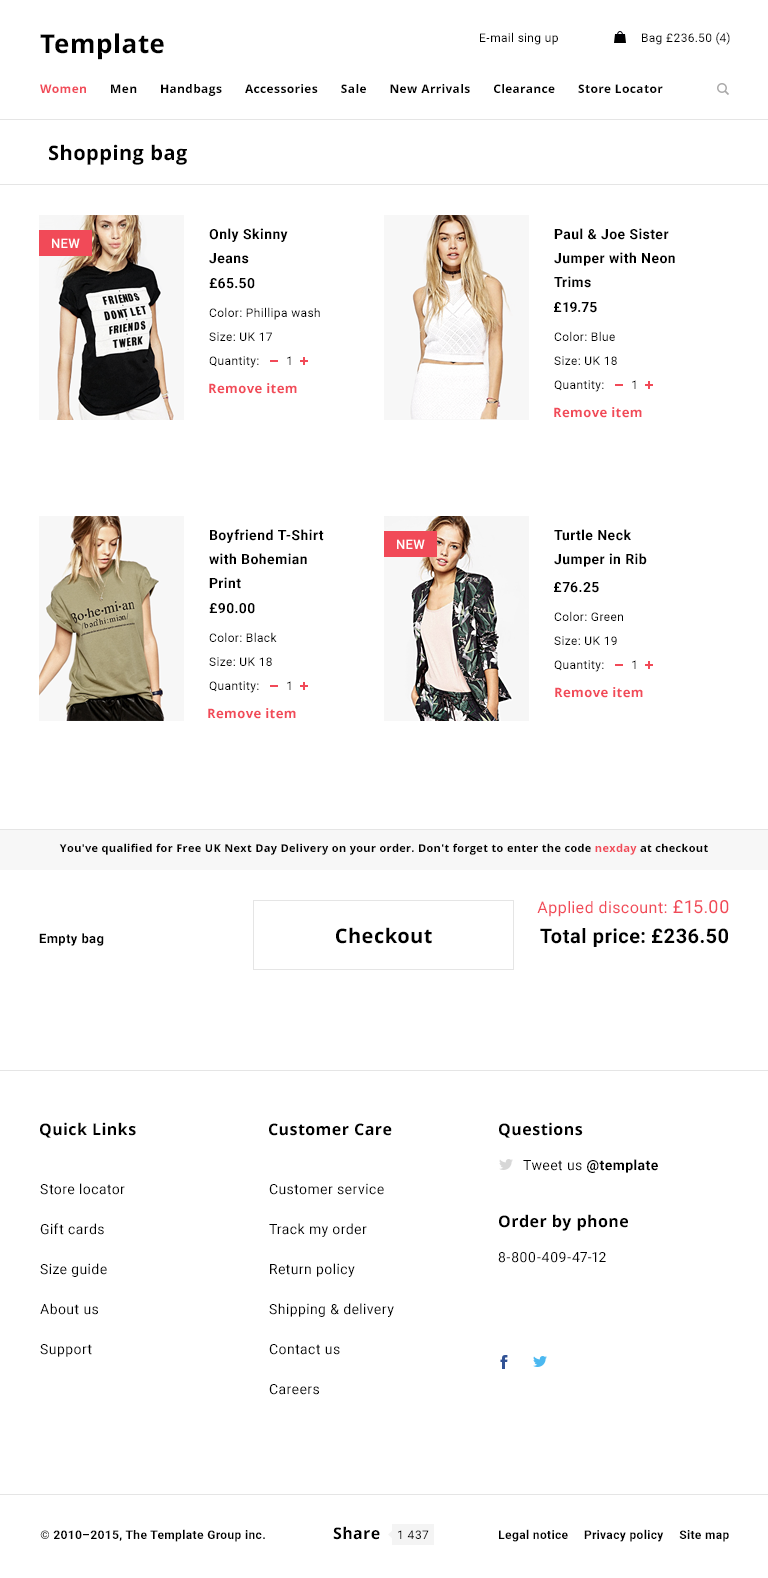 Template
E-mail sing up
Bag £236.50 (4)
Women Men Handbags Accessories Sale New Arrivals Clearance Store Locator
Shopping bag
NEW
FRIENDS
DONT LET
FRIENDS
TWERK
Only Skinny
Jeans
£65.50
Color: Phillipa wash
Size: UK 17
Quantity: − 1 +
Remove item
Paul & Joe Sister
Jumper with Neon
Trims
£19.75
Color: Blue
Size: UK 18
Quantity: − 1 +
Remove item
Bo·he·mi·an
Boyfriend T-Shirt
with Bohemian
Print
£90.00
Color: Black
Size: UK 18
Quantity: − 1 +
Remove item
NEW
Turtle Neck
Jumper in Rib
£76.25
Color: Green
Size: UK 19
Quantity: − 1 +
Remove item
You've qualified for Free UK Next Day Delivery on your order. Don't forget to enter the code nexday at checkout
Empty bag
Checkout
Applied discount: £15.00
Total price: £236.50
Quick Links
Store locator
Gift cards
Size guide
About us
Support
Customer Care
Customer service
Track my order
Return policy
Shipping & delivery
Contact us
Careers
Questions
Tweet us @template
Order by phone
8-800-409-47-12
© 2010–2015, The Template Group inc.
Share 1 437
Legal notice Privacy policy Site map